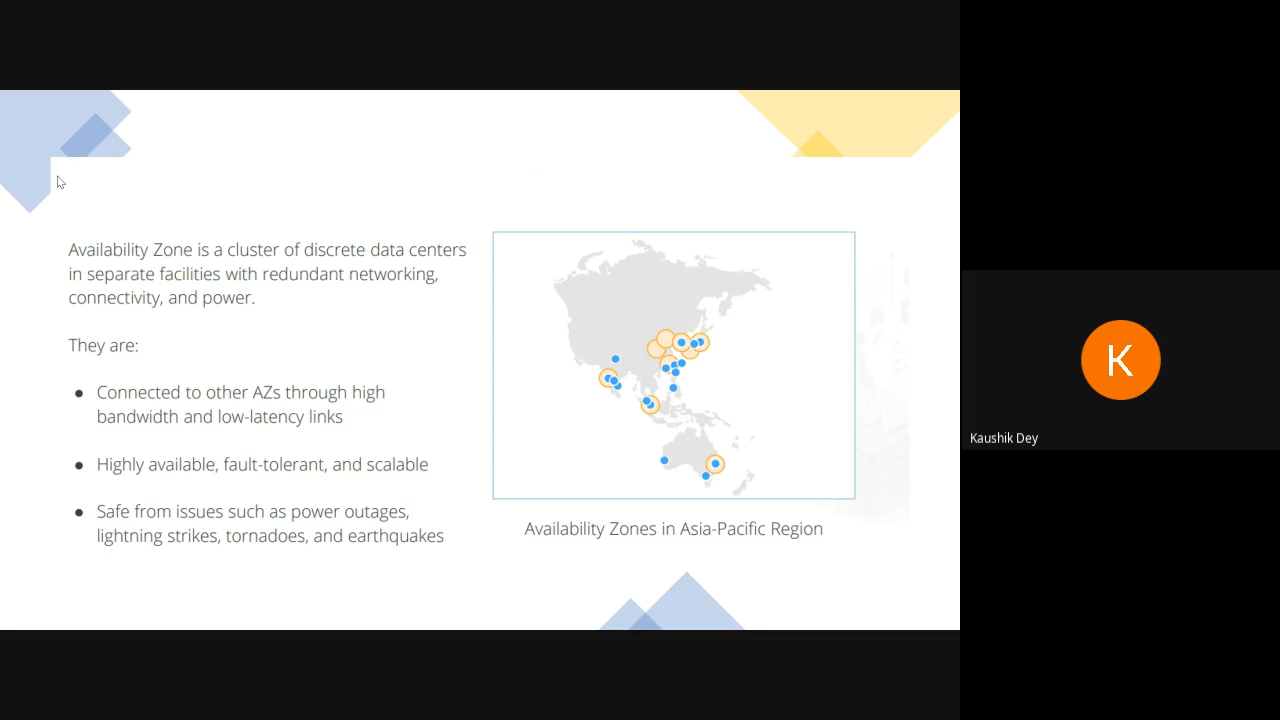 Availability Zone is a cluster of discrete data centers
in separate facilities with redundant networking,
connectivity, and power.
They are:
● Connected to other AZs through high
bandwidth and low-latency links
● Highly available, fault-tolerant, and scalable
● Safe from issues such as power outages,
lightning strikes, tornadoes, and earthquakes
Availability Zones in Asia-Pacific Region
K
Kaushik Dey